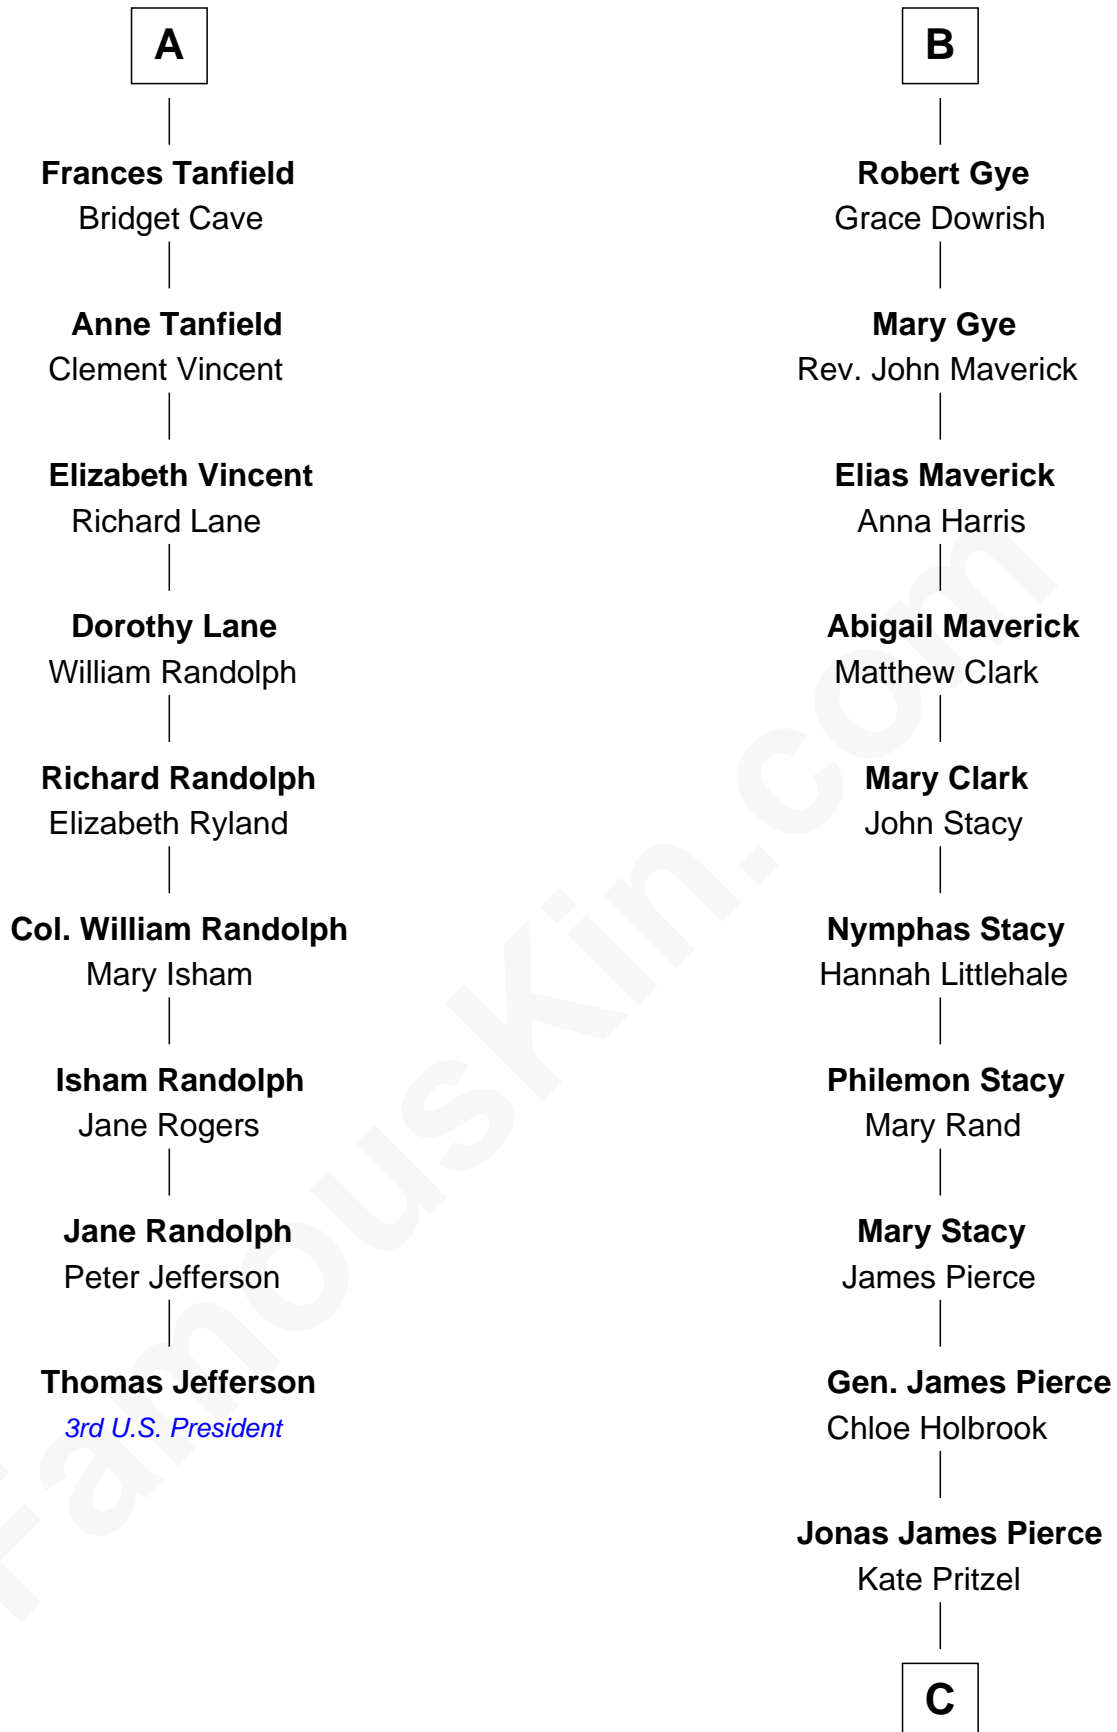 A
Frances Tanfield
Bridget Cave
Anne Tanfield
Clement Vincent
Elizabeth Vincent
Richard Lane
Dorothy Lane
William Randolph
Richard Randolph
Elizabeth Ryland
Col. William Randolph
Mary Isham
Isham Randolph
Jane Rogers
Jane Randolph
Peter Jefferson
Thomas Jefferson
3rd U.S. President
B
Robert Gye
Grace Dowrish
Mary Gye
Rev. John Maverick
Elias Maverick
Anna Harris
Abigail Maverick
Matthew Clark
Mary Clark
John Stacy
Nymphas Stacy
Hannah Littlehale
Philemon Stacy
Mary Rand
Mary Stacy
James Pierce
Gen. James Pierce
Chloe Holbrook
Jonas James Pierce
Kate Pritzel
C
FamousKin.com